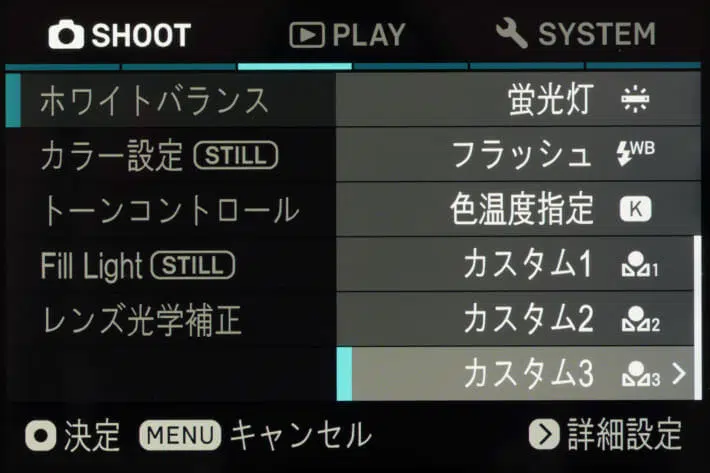 SHOOT PLAY SYSTEM
ホワイトバランス 蛍光灯
カラー設定 STILL フラッシュ WB
トーンコントロール 色温度指定 K
Fill Light STILL カスタム1 1
レンズ光学補正 カスタム2 2
カスタム3 3
決定 MENU キャンセル 詳細設定